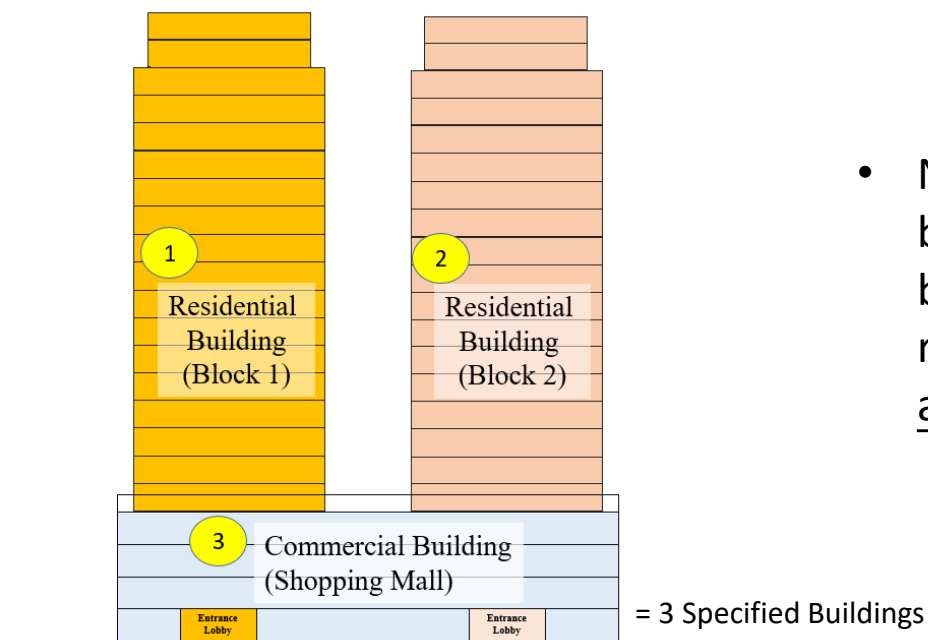 1
Residential
Building
(Block 1)
2
Residential
Building
(Block 2)
3
Commercial Building
(Shopping Mall)
Entrance
Lobby
Entrance
Lobby
= 3 Specified Buildings
•